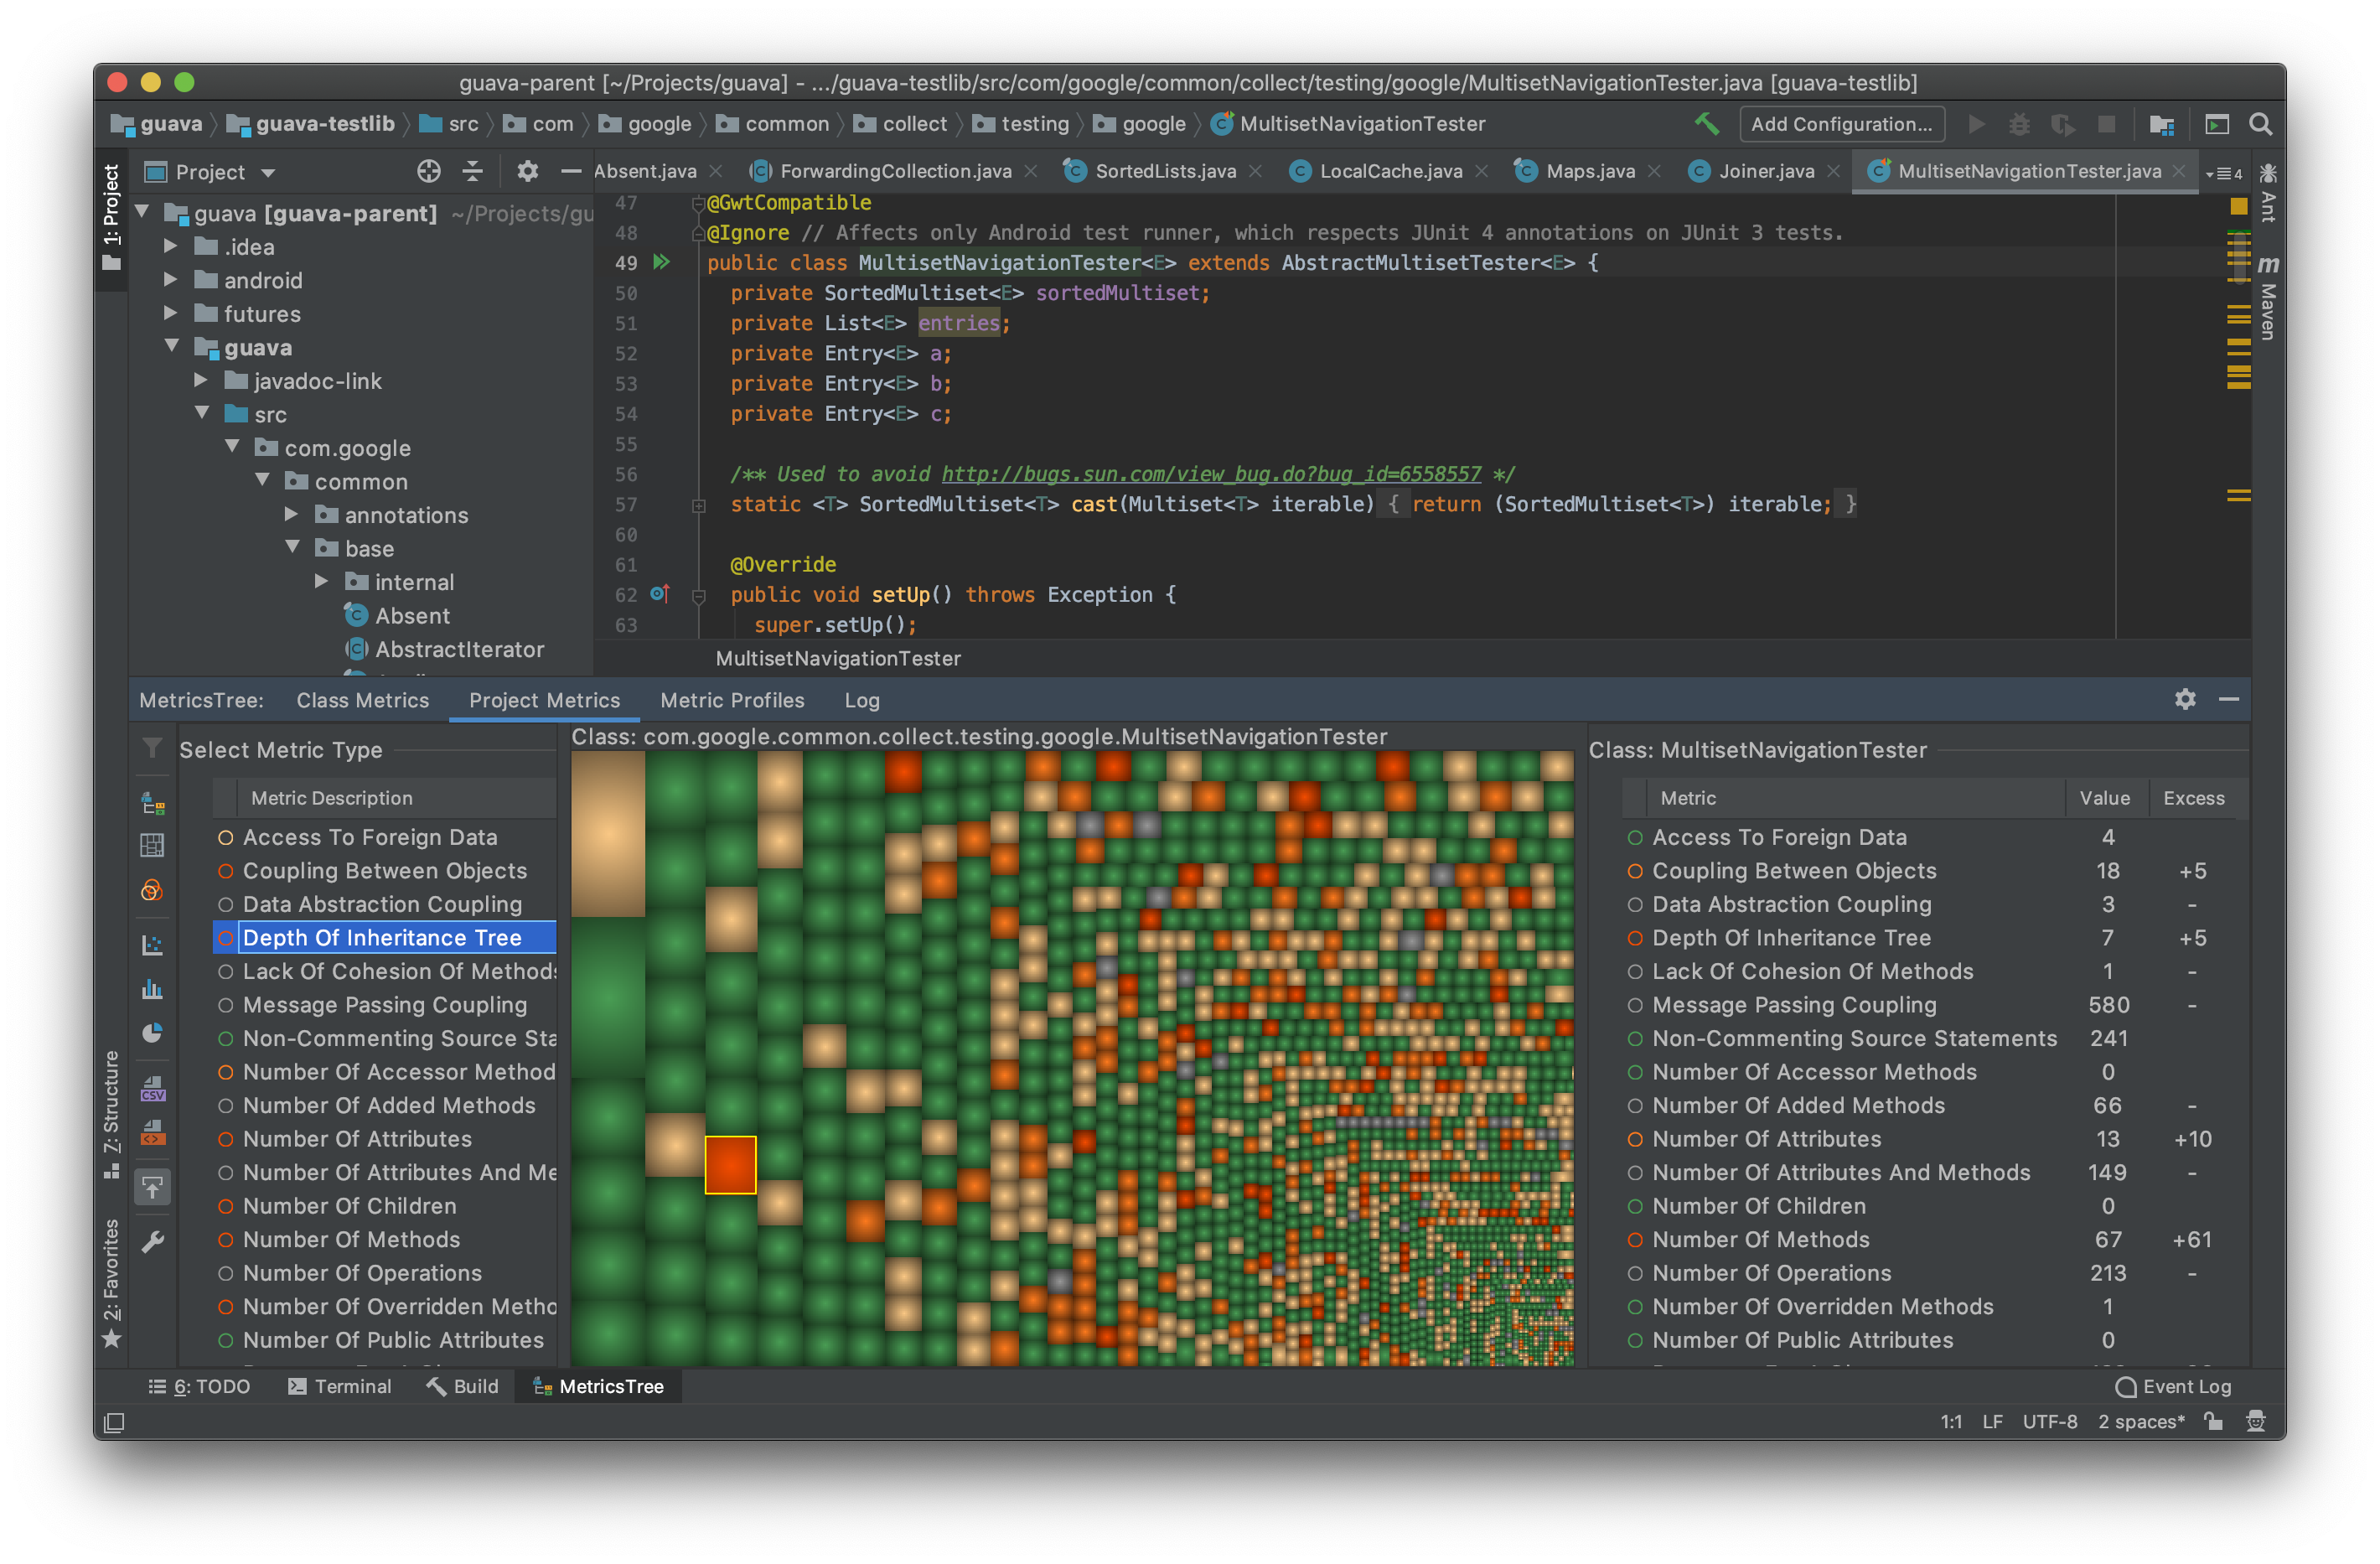 guava-parent [~/Projects/guava] - .../guava-testlib/src/com/google/common/collect/testing/google/MultisetNavigationTester.java [guava-testlib]
guava guava-testlib src com google common collect testing google MultisetNavigationTester Add Configuration...
1: Project
Project
Absent.java ForwardingCollection.java SortedLists.java LocalCache.java Maps.java Joiner.java MultisetNavigationTester.java 4
Ant
Maven
guava [guava-parent] ~/Projects/gu
.idea
android
futures
guava
javadoc-link
src
com.google
common
annotations
base
internal
Absent
AbstractIterator
47 @GwtCompatible
48 @Ignore // Affects only Android test runner, which respects JUnit 4 annotations on JUnit 3 tests.
49 public class MultisetNavigationTester<E> extends AbstractMultisetTester<E> {
50 private SortedMultiset<E> sortedMultiset;
51 private List<E> entries;
52 private Entry<E> a;
53 private Entry<E> b;
54 private Entry<E> c;
55
56 /** Used to avoid http://bugs.sun.com/view_bug.do?bug_id=6558557 */
57 static <T> SortedMultiset<T> cast(Multiset<T> iterable) { return (SortedMultiset<T>) iterable; }
60
61 @Override
62 public void setUp() throws Exception {
63 super.setUp();
MultisetNavigationTester
MetricsTree: Class Metrics Project Metrics Metric Profiles Log
Select Metric Type
Metric Description
Access To Foreign Data
Coupling Between Objects
Data Abstraction Coupling
Depth Of Inheritance Tree
Lack Of Cohesion Of Methods
Message Passing Coupling
Non-Commenting Source Sta
Number Of Accessor Method
Number Of Added Methods
Number Of Attributes
Number Of Attributes And Me
Number Of Children
Number Of Methods
Number Of Operations
Number Of Overridden Metho
Number Of Public Attributes
CSV
Class: com.google.common.collect.testing.google.MultisetNavigationTester
Class: MultisetNavigationTester
Metric Value Excess
Access To Foreign Data 4
Coupling Between Objects 18 +5
Data Abstraction Coupling 3 -
Depth Of Inheritance Tree 7 +5
Lack Of Cohesion Of Methods 1 -
Message Passing Coupling 580 -
Non-Commenting Source Statements 241
Number Of Accessor Methods 0
Number Of Added Methods 66 -
Number Of Attributes 13 +10
Number Of Attributes And Methods 149 -
Number Of Children 0
Number Of Methods 67 +61
Number Of Operations 213 -
Number Of Overridden Methods 1
Number Of Public Attributes 0
7: Structure
2: Favorites
6: TODO Terminal Build MetricsTree Event Log
1:1 LF UTF-8 2 spaces*